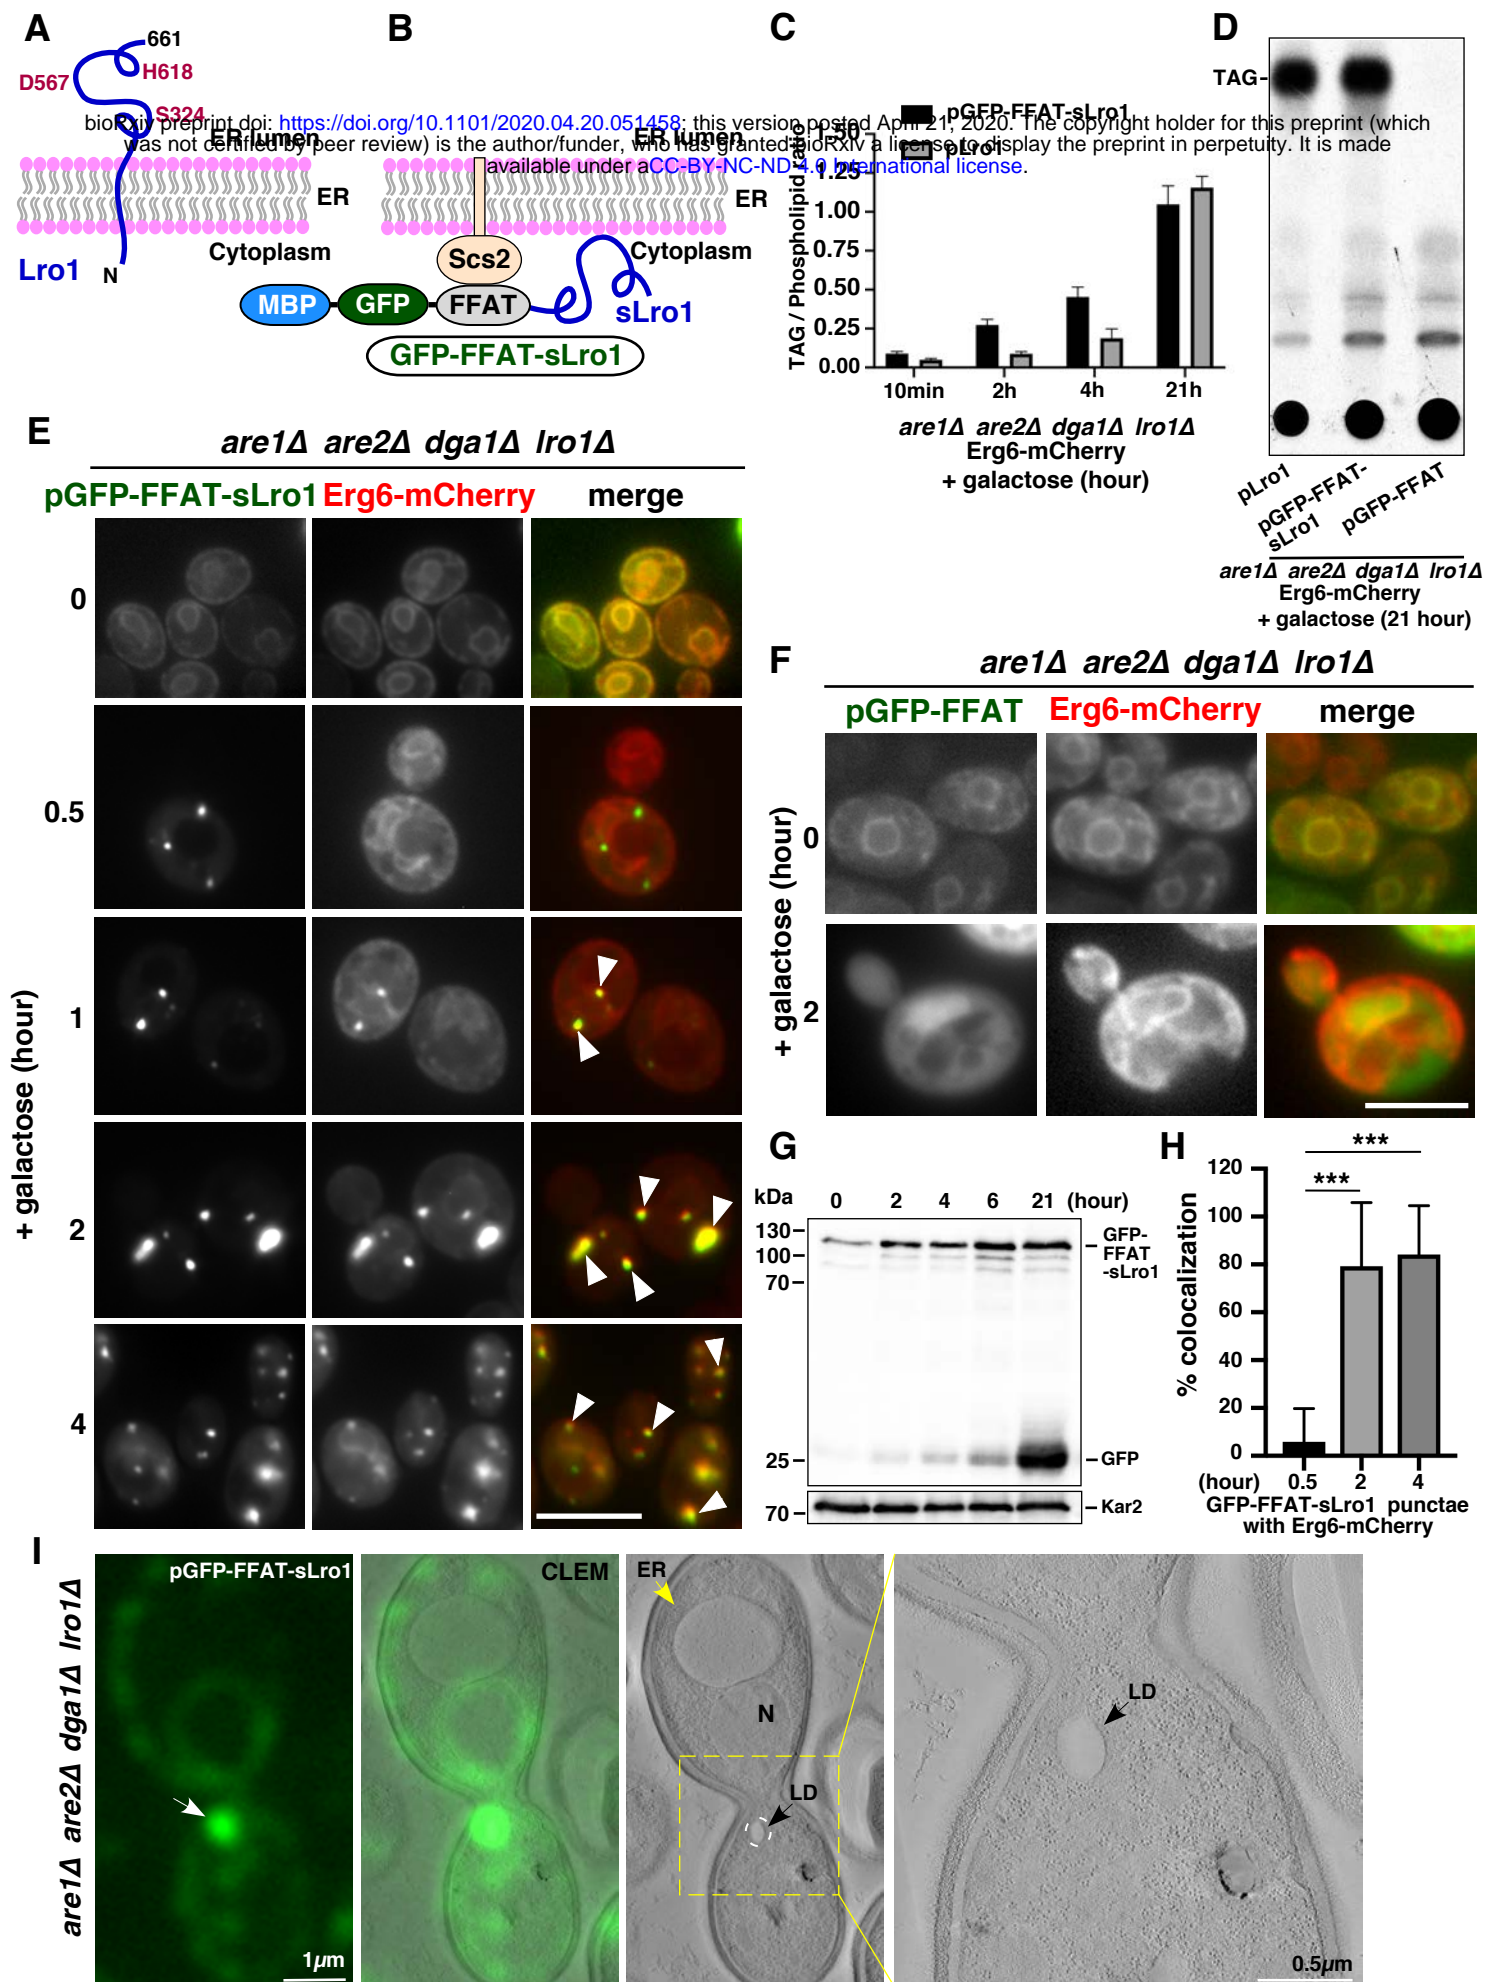 A
661
D567
H618
S324
ER lumen
ER
Cytoplasm
Lro1
N
B
ER lumen
ER
Scs2
Cytoplasm
MBP
GFP
FFAT
sLro1
GFP-FFAT-sLro1
bioRxiv preprint doi: https://doi.org/10.1101/2020.04.20.051458; this version posted April 21, 2020. The copyright holder for this preprint (which
was not certified by peer review) is the author/funder, who has granted bioRxiv a license to display the preprint in perpetuity. It is made
available under aCC-BY-NC-ND 4.0 International license.
C
pGFP-FFAT-sLro1
pLro1
TAG / Phospholipid ratio
1.50
1.25
1.00
0.75
0.50
0.25
0.00
10min 2h 4h 21h
are1Δ are2Δ dga1Δ lro1Δ
Erg6-mCherry
+ galactose (hour)
D
TAG-
pLro1
pGFP-FFAT-
sLro1
pGFP-FFAT
are1Δ are2Δ dga1Δ lro1Δ
Erg6-mCherry
+ galactose (21 hour)
E
are1Δ are2Δ dga1Δ lro1Δ
pGFP-FFAT-sLro1 Erg6-mCherry merge
+ galactose (hour)
0
0.5
1
2
4
F
are1Δ are2Δ dga1Δ lro1Δ
pGFP-FFAT Erg6-mCherry merge
+ galactose (hour)
0
2
G
kDa 0 2 4 6 21 (hour)
130
100
70
25
70
GFP-
FFAT
-sLro1
GFP
Kar2
H
% colocalization
120
100
80
60
40
20
0
***
***
(hour) 0.5 2 4
GFP-FFAT-sLro1 punctae
with Erg6-mCherry
I
are1Δ are2Δ dga1Δ lro1Δ
pGFP-FFAT-sLro1
1μm
CLEM
ER
N
LD
LD
0.5μm